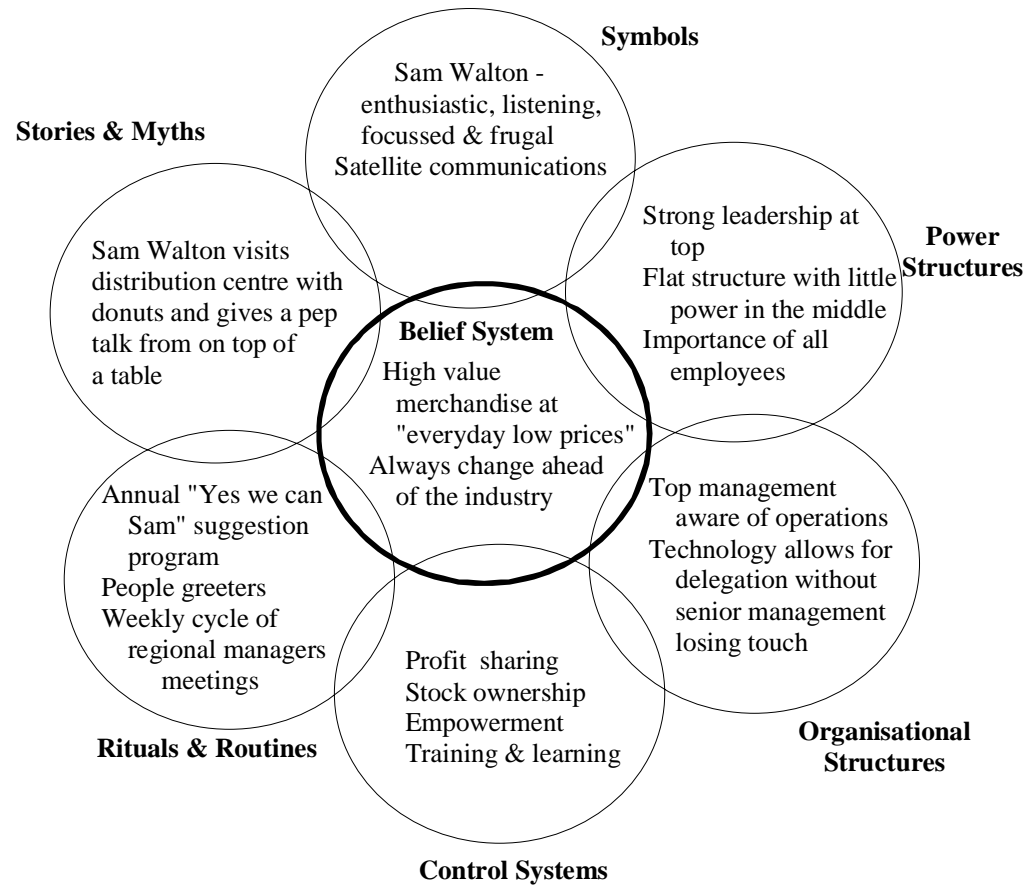 Symbols
Sam Walton -
enthusiastic, listening,
focussed & frugal
Satellite communications
Stories & Myths
Sam Walton visits
distribution centre with
donuts and gives a pep
talk from on top of
a table
Power
Structures
Strong leadership at
top
Flat structure with little
power in the middle
Importance of all
employees
Belief System
High value
merchandise at
"everyday low prices"
Always change ahead
of the industry
Annual "Yes we can
Sam" suggestion
program
People greeters
Weekly cycle of
regional managers
meetings
Rituals & Routines
Top management
aware of operations
Technology allows for
delegation without
senior management
losing touch
Organisational
Structures
Profit sharing
Stock ownership
Empowerment
Training & learning
Control Systems